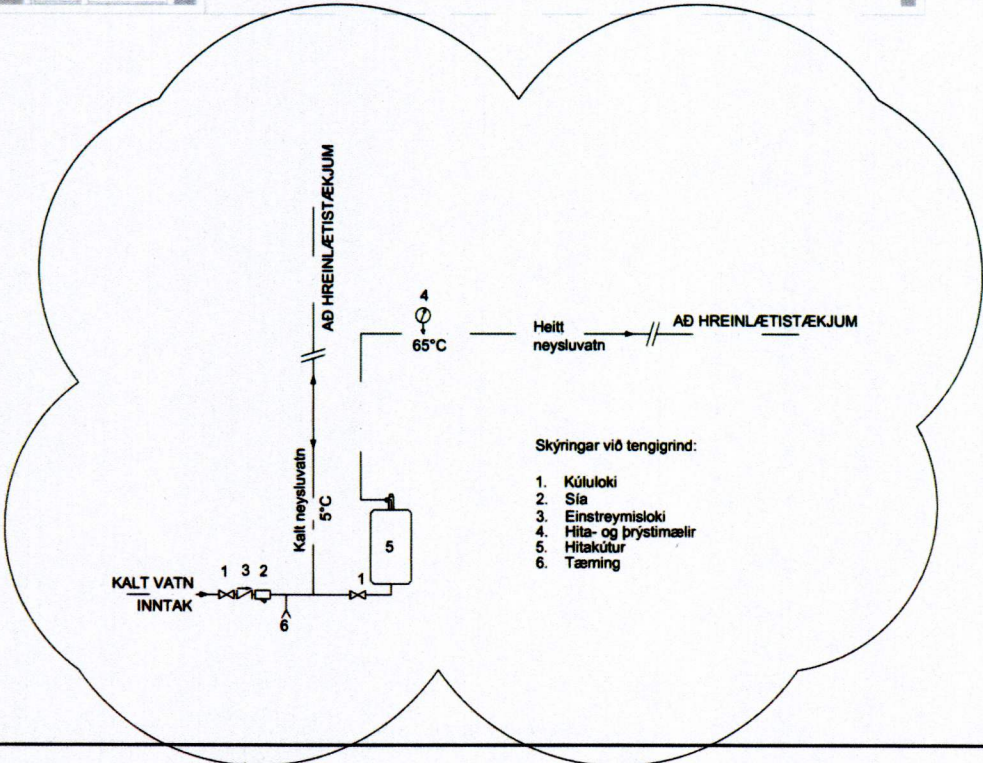 AÐ HREINLÆTISTÆKJUM
4
65°C
Heitt
neysluvatn
AÐ HREINLÆTISTÆKJUM
Kalt neysluvatn
5°C
Skýringar við tengigrind:
1. Kúluloki
2. Sía
3. Einstreymisloki
4. Hita- og þrýstimælir
5. Hitakútur
6. Tæming
5
KALT VATN
INNTAK
1 3 2
1
6